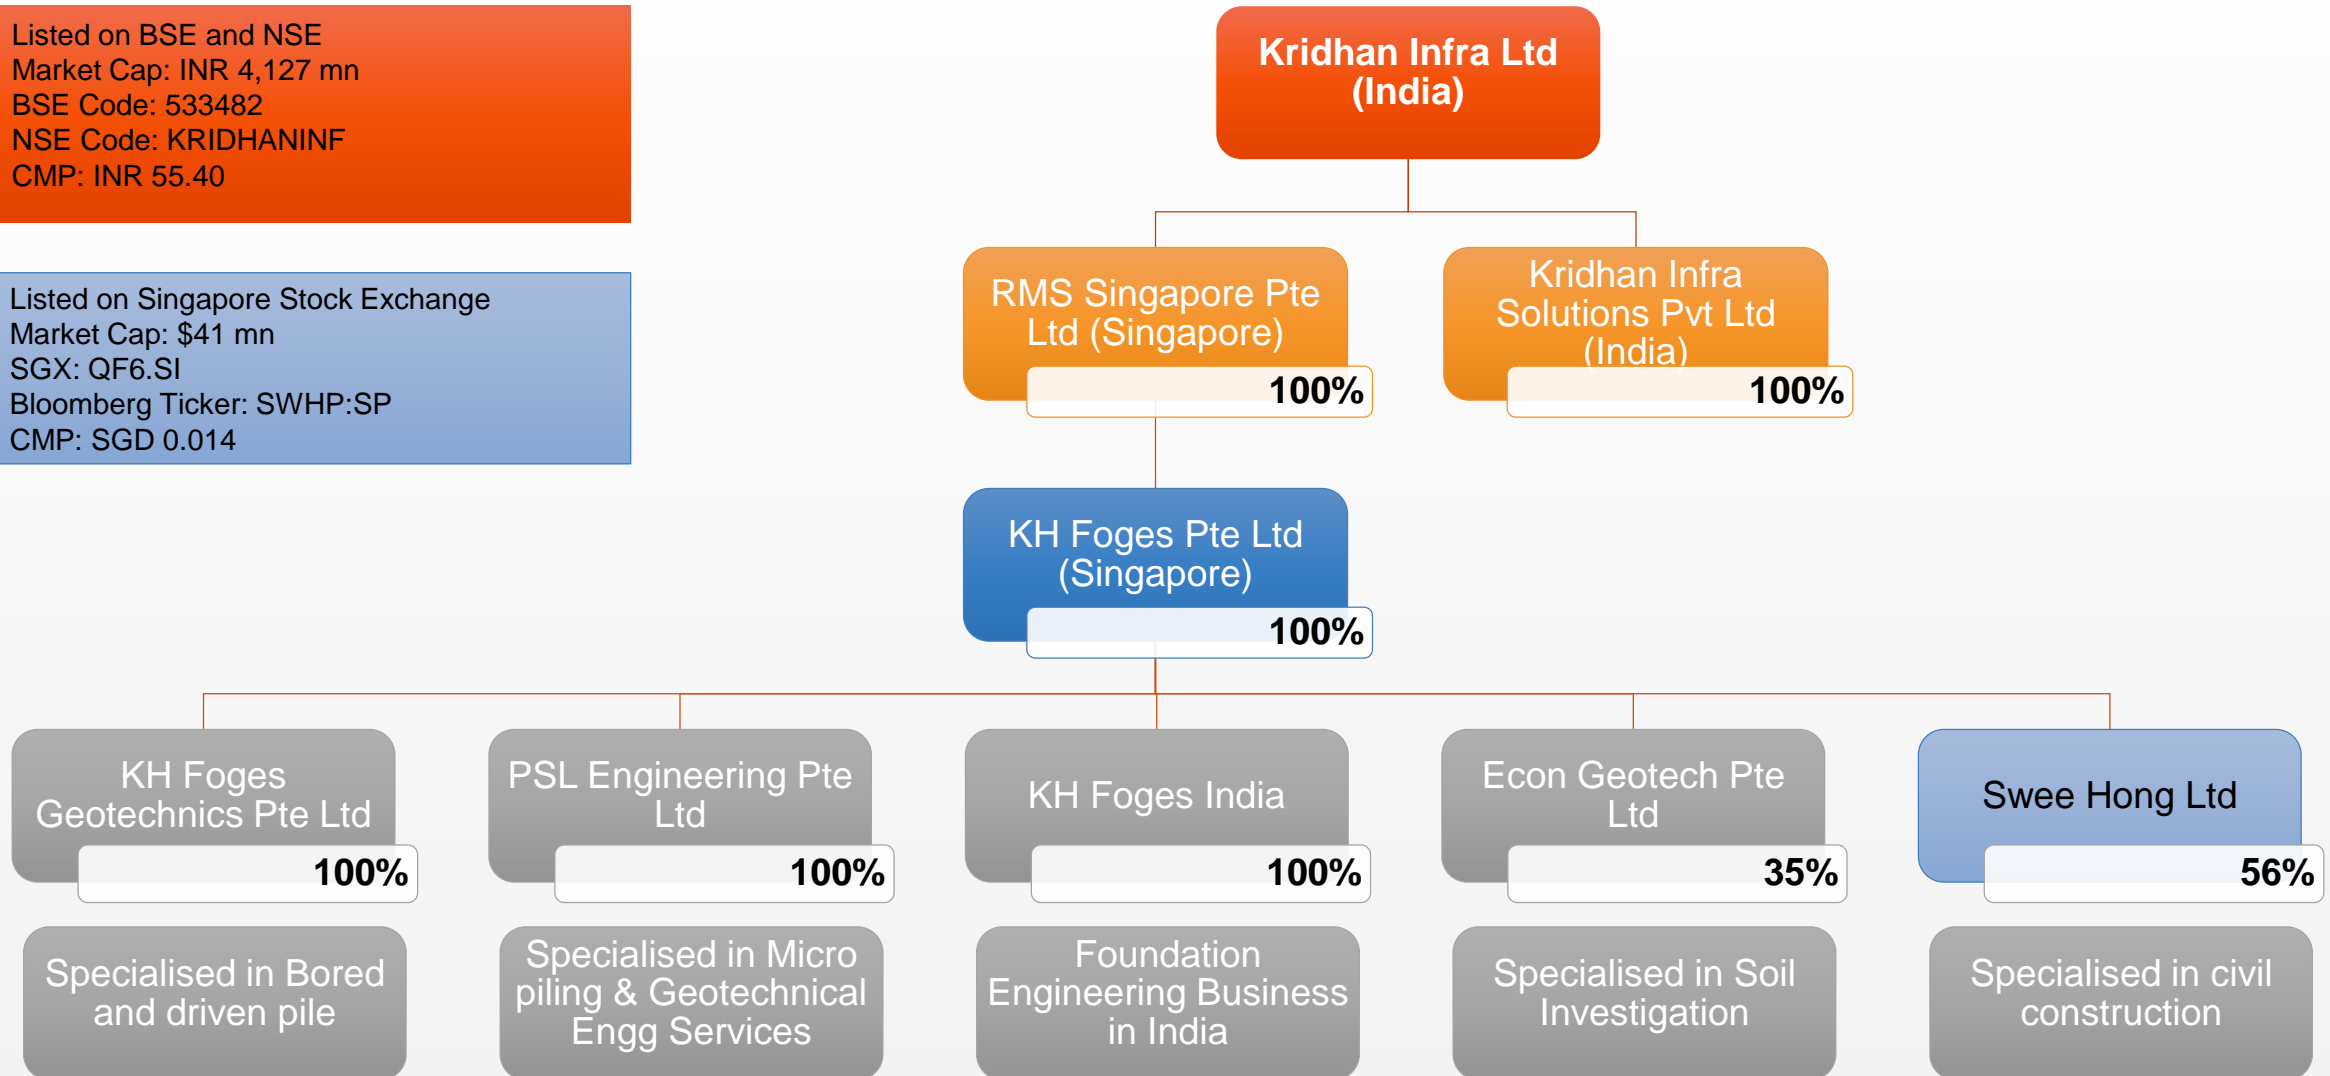 Listed on BSE and NSE
Market Cap: INR 4,127 mn
BSE Code: 533482
NSE Code: KRIDHANINF
CMP: INR 55.40
Listed on Singapore Stock Exchange
Market Cap: $41 mn
SGX: QF6.SI
Bloomberg Ticker: SWHP:SP
CMP: SGD 0.014
Kridhan Infra Ltd
(India)
RMS Singapore Pte
Ltd (Singapore)
100%
Kridhan Infra
Solutions Pvt Ltd
(India)
100%
KH Foges Pte Ltd
(Singapore)
100%
KH Foges
Geotechnics Pte Ltd
100%
PSL Engineering Pte
Ltd
100%
KH Foges India
100%
Econ Geotech Pte
Ltd
35%
Swee Hong Ltd
56%
Specialised in Bored
and driven pile
Specialised in Micro
piling & Geotechnical
Engg Services
Foundation
Engineering Business
in India
Specialised in Soil
Investigation
Specialised in civil
construction